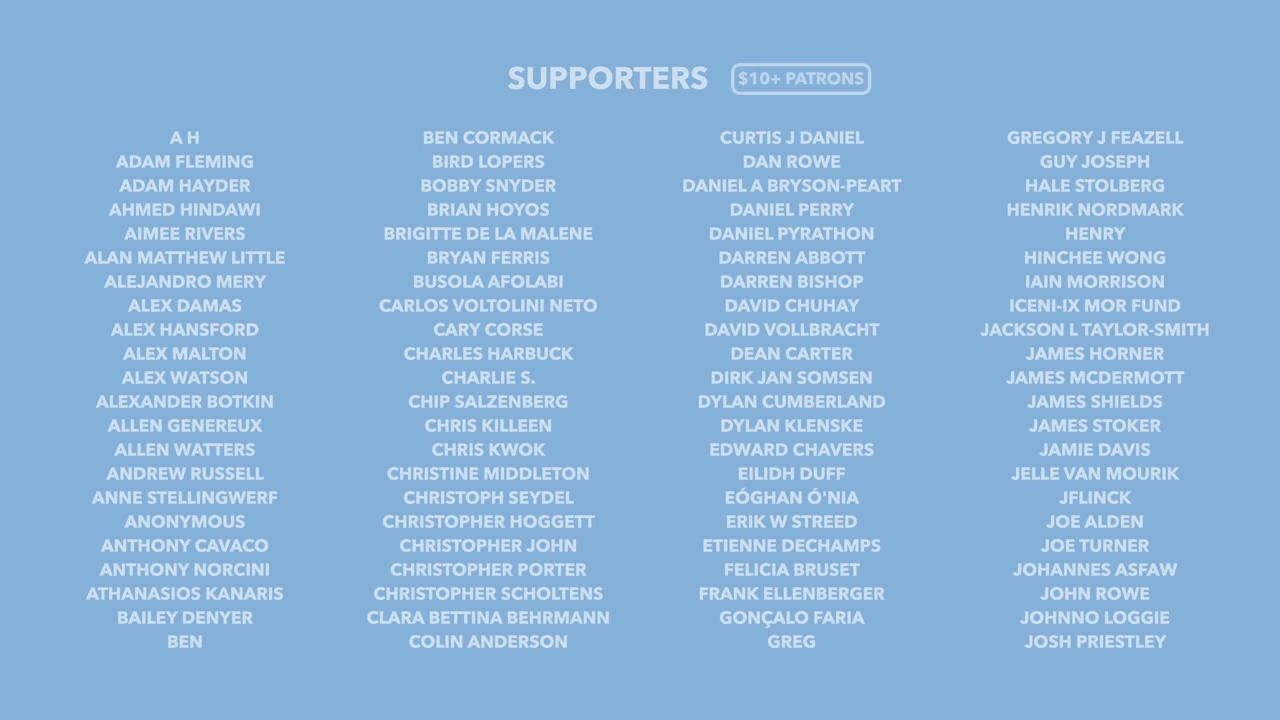 SUPPORTERS $10+ PATRONS
A H
ADAM FLEMING
ADAM HAYDER
AHMED HINDAWI
AIMEE RIVERS
ALAN MATTHEW LITTLE
ALEJANDRO MERY
ALEX DAMAS
ALEX HANSFORD
ALEX MALTON
ALEX WATSON
ALEXANDER BOTKIN
ALLEN GENEREUX
ALLEN WATTERS
ANDREW RUSSELL
ANNE STELLINGWERF
ANONYMOUS
ANTHONY CAVACO
ANTHONY NORCINI
ATHANASIOS KANARIS
BAILEY DENYER
BEN
BEN CORMACK
BIRD LOPERS
BOBBY SNYDER
BRIAN HOYOS
BRIGITTE DE LA MALENE
BRYAN FERRIS
BUSOLA AFOLABI
CARLOS VOLTOLINI NETO
CARY CORSE
CHARLES HARBUCK
CHARLIE S.
CHIP SALZENBERG
CHRIS KILLEEN
CHRIS KWOK
CHRISTINE MIDDLETON
CHRISTOPH SEYDEL
CHRISTOPHER HOGGETT
CHRISTOPHER JOHN
CHRISTOPHER PORTER
CHRISTOPHER SCHOLTENS
CLARA BETTINA BEHRMANN
COLIN ANDERSON
CURTIS J DANIEL
DAN ROWE
DANIEL A BRYSON-PEART
DANIEL PERRY
DANIEL PYRATHON
DARREN ABBOTT
DARREN BISHOP
DAVID CHUHAY
DAVID VOLLBRACHT
DEAN CARTER
DIRK JAN SOMSEN
DYLAN CUMBERLAND
DYLAN KLENSKE
EDWARD CHAVERS
EILIDH DUFF
EÓGHAN Ó'NIA
ERIK W STREED
ETIENNE DECHAMPS
FELICIA BRUSET
FRANK ELLENBERGER
GONÇALO FARIA
GREG
GREGORY J FEAZELL
GUY JOSEPH
HALE STOLBERG
HENRIK NORDMARK
HENRY
HINCHEE WONG
IAIN MORRISON
ICENI-IX MOR FUND
JACKSON L TAYLOR-SMITH
JAMES HORNER
JAMES MCDERMOTT
JAMES SHIELDS
JAMES STOKER
JAMIE DAVIS
JELLE VAN MOURIK
JFLINCK
JOE ALDEN
JOE TURNER
JOHANNES ASFAW
JOHN ROWE
JOHNNO LOGGIE
JOSH PRIESTLEY